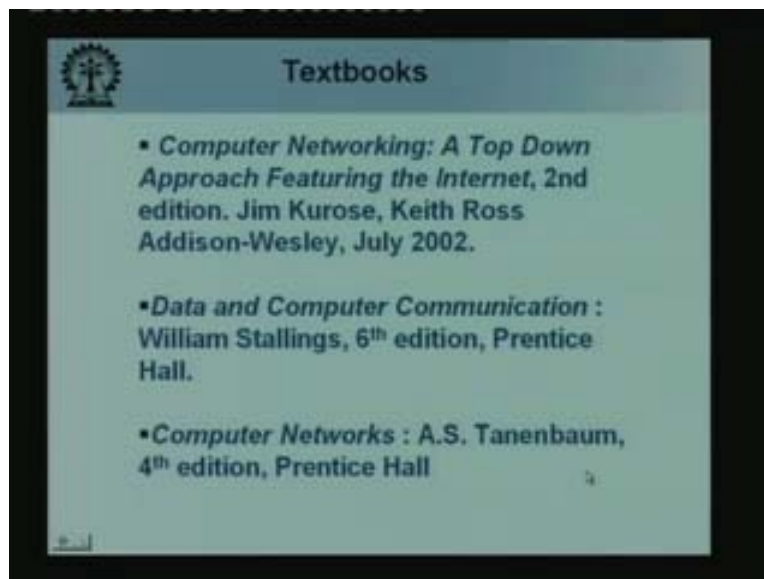 Textbooks
▪ Computer Networking: A Top Down
Approach Featuring the Internet, 2nd
edition. Jim Kurose, Keith Ross
Addison-Wesley, July 2002.
▪Data and Computer Communication :
William Stallings, 6th edition, Prentice
Hall.
▪Computer Networks : A.S. Tanenbaum,
4th edition, Prentice Hall